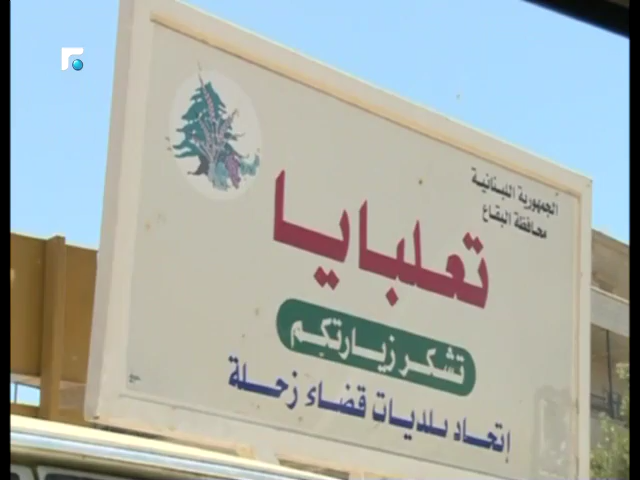 الجمهورية اللبنانية
محافظة البقاع
تعلبايا
تشكر زيارتكم
إتحاد بلديات قضاء زحلة